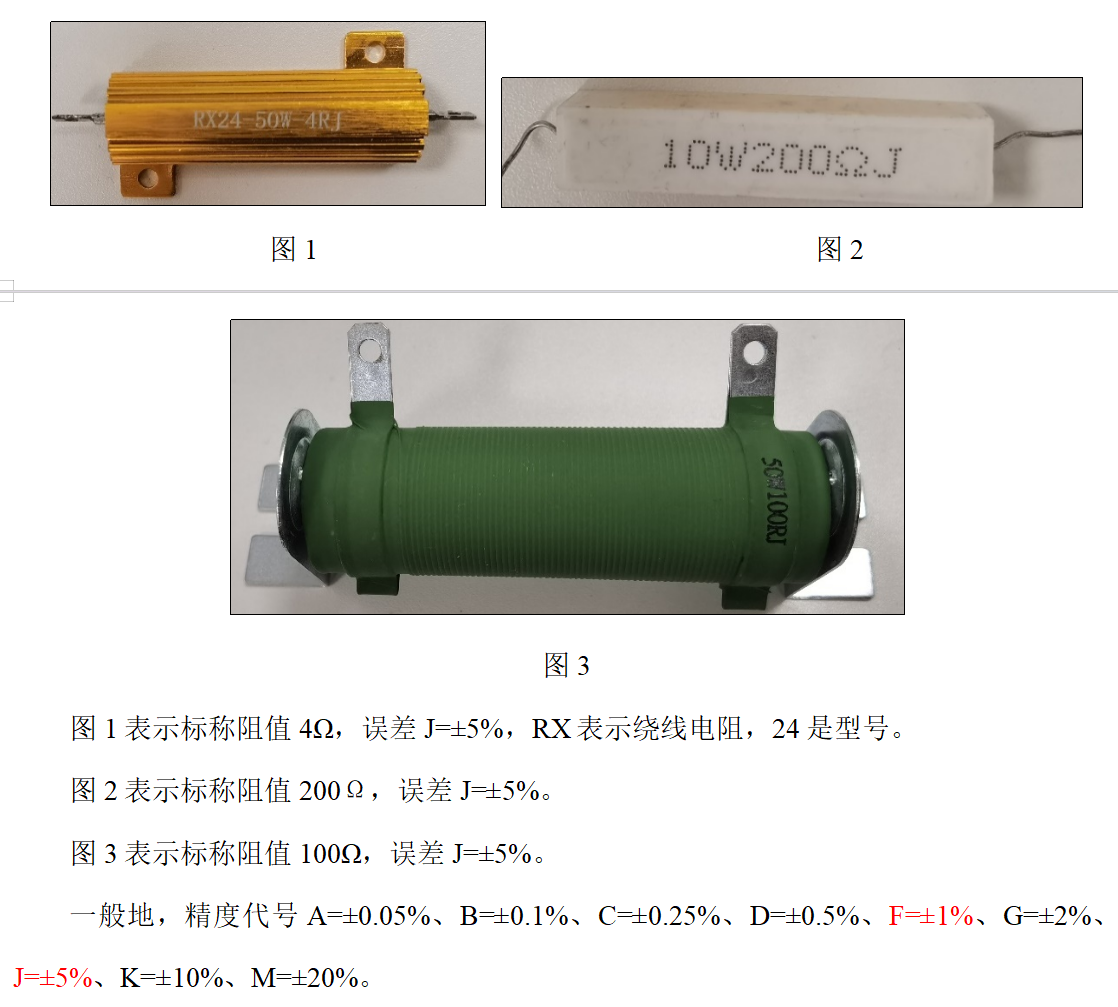 RX24-50W-4RJ
10W200ΩJ
图 1
图 2
50W100RJ
图 3
图 1 表示标称阻值 4Ω，误差 J=±5%，RX 表示绕线电阻，24 是型号。
图 2 表示标称阻值 200Ω，误差 J=±5%。
图 3 表示标称阻值 100Ω，误差 J=±5%。
一般地，精度代号 A=±0.05%、B=±0.1%、C=±0.25%、D=±0.5%、F=±1%、G=±2%、
J=±5%、K=±10%、M=±20%。